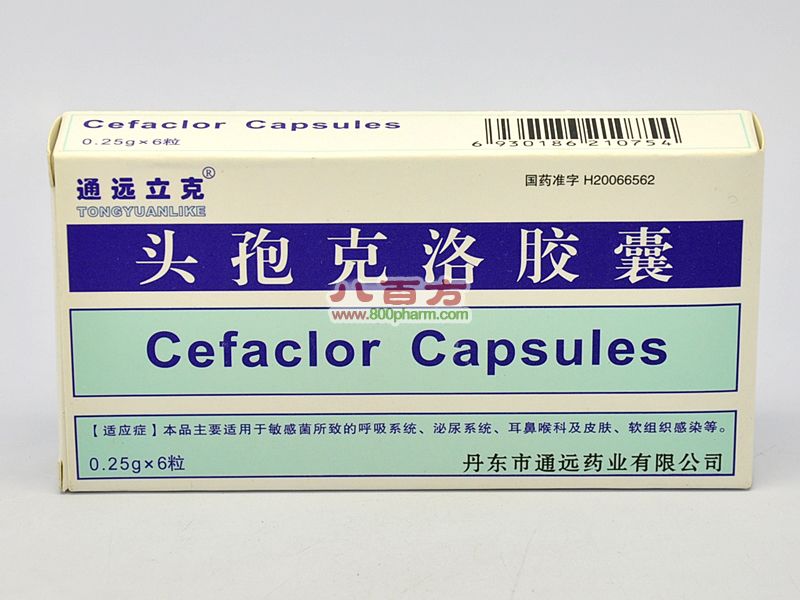 Cefaclor Capsules
0.25g×6粒
6 930186 210754
通远立克®
TONGYUANLIKE
国药准字 H20066562
头孢克洛胶囊
八百方
www.800pharm.com
Cefaclor Capsules
【适应症】本品主要适用于敏感菌所致的呼吸系统、泌尿系统、耳鼻喉科及皮肤、软组织感染等。
0.25g×6粒
丹东市通远药业有限公司